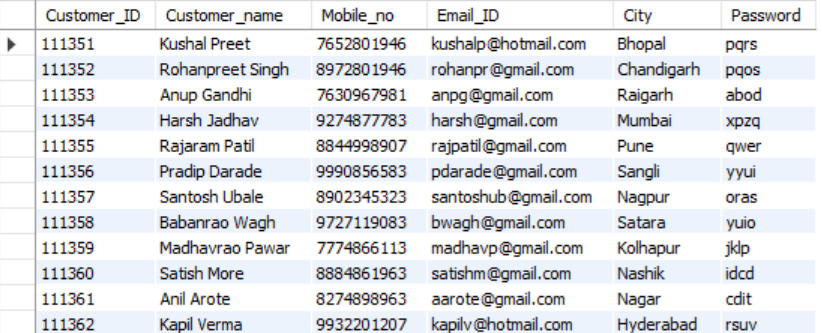 Customer_ID Customer_name Mobile_no Email_ID City Password
111351 Kushal Preet 7652801946 kushalp@hotmail.com Bhopal pqrs
111352 Rohanpreet Singh 8972801946 rohanpr@gmail.com Chandigarh pqos
111353 Anup Gandhi 7630967981 anpg@gmail.com Raigarh abod
111354 Harsh Jadhav 9274877783 harsh@gmail.com Mumbai xpzq
111355 Rajaram Patil 8844998907 rajpatil@gmail.com Pune qwer
111356 Pradip Darade 9990856583 pdarade@gmail.com Sangli yyui
111357 Santosh Ubale 8902345323 santoshub@gmail.com Nagpur oras
111358 Babanrao Wagh 9727119083 bwagh@gmail.com Satara yuio
111359 Madhavrao Pawar 7774866113 madhavp@gmail.com Kolhapur jklp
111360 Satish More 8884861963 satishm@gmail.com Nashik idcd
111361 Anil Arote 8274898963 aarote@gmail.com Nagar cdit
111362 Kapil Verma 9932201207 kapilv@hotmail.com Hyderabad rsuv